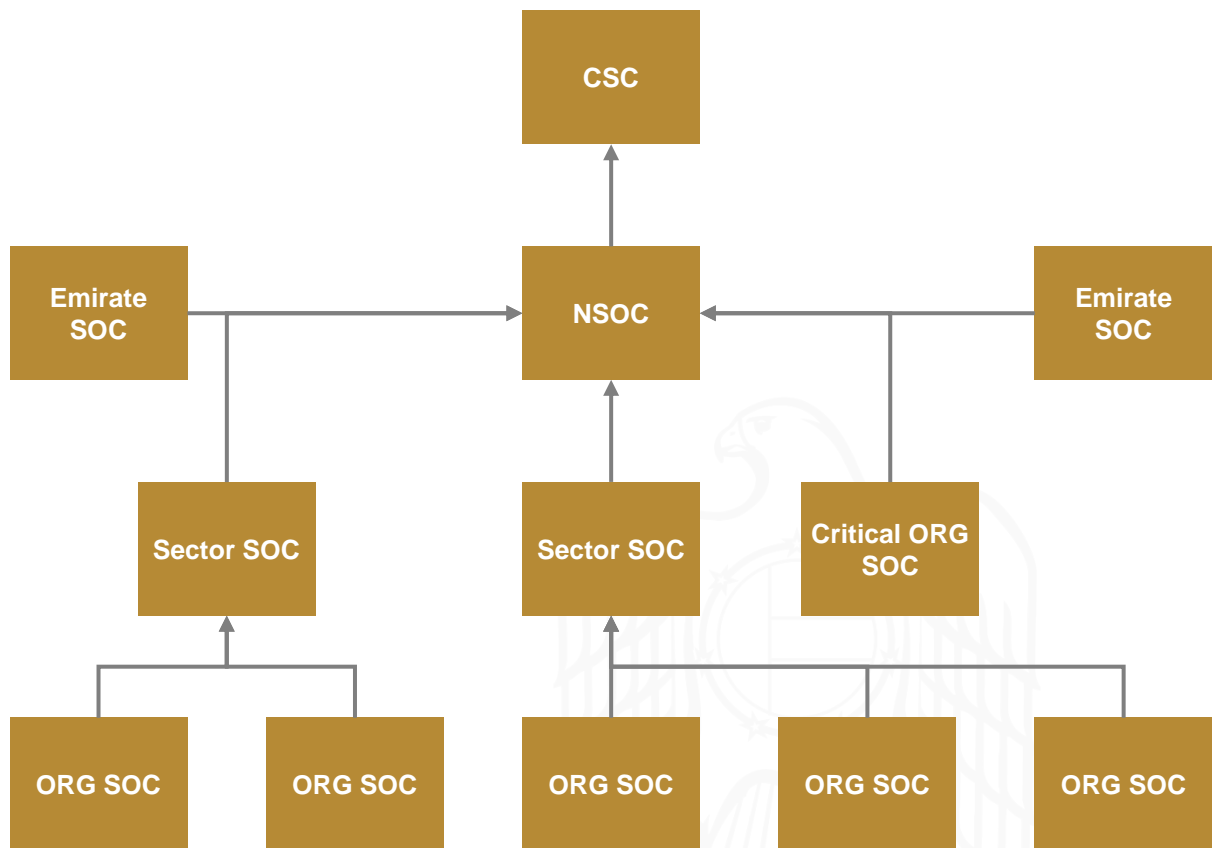 CSC
Emirate
SOC
NSOC
Emirate
SOC
Sector SOC
Sector SOC
Critical ORG
SOC
ORG SOC
ORG SOC
ORG SOC
ORG SOC
ORG SOC